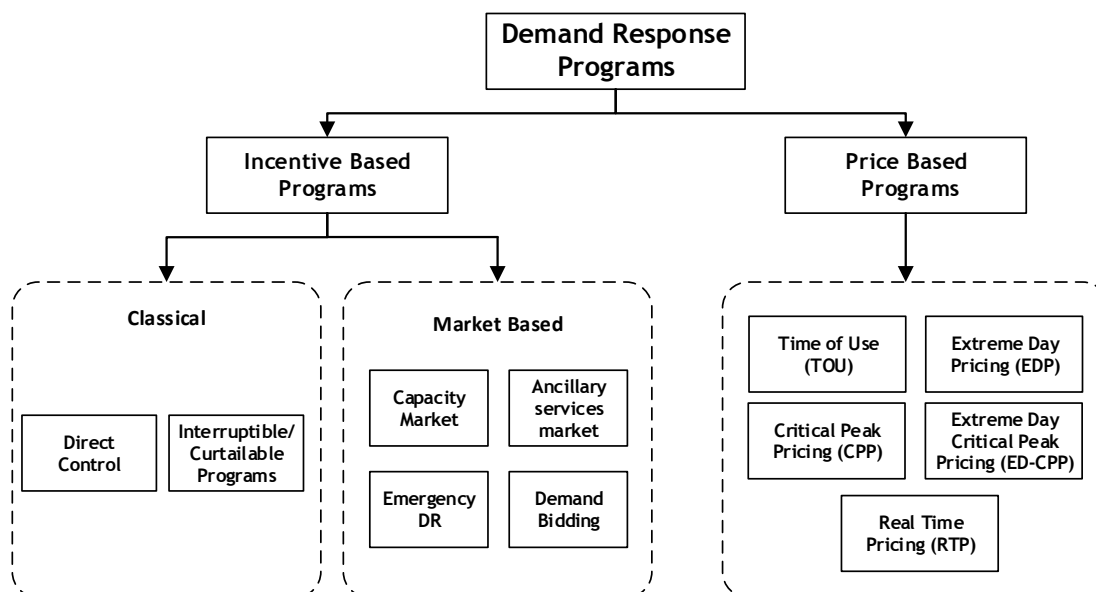 Demand Response
Programs
Incentive Based
Programs
Price Based
Programs
Classical
Direct
Control
Interruptible/
Curtailable
Programs
Market Based
Capacity
Market
Ancillary
services
market
Emergency
DR
Demand
Bidding
Time of Use
(TOU)
Extreme Day
Pricing (EDP)
Critical Peak
Pricing (CPP)
Extreme Day
Critical Peak
Pricing (ED-CPP)
Real Time
Pricing (RTP)